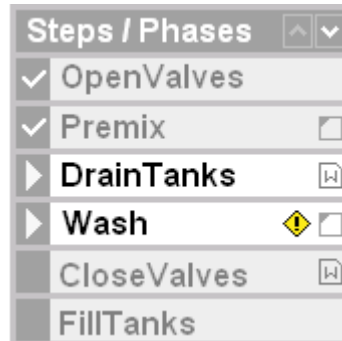 Steps / Phases
OpenValves
Premix
DrainTanks
W
Wash
!
CloseValves
W
FillTanks